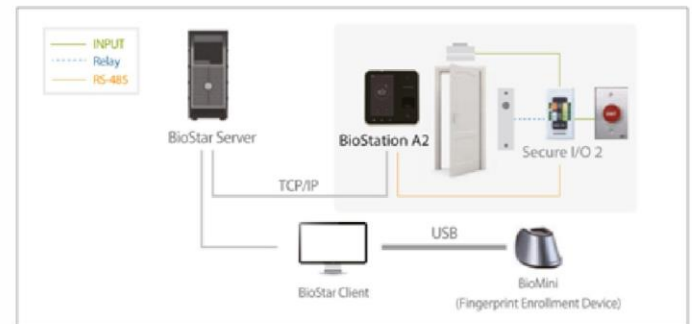 INPUT
Relay
RS-485
BioStar Server
BioStation A2
Secure I/O 2
TCP/IP
USB
BioStar Client
BioMini
(Fingerprint Enrollment Device)